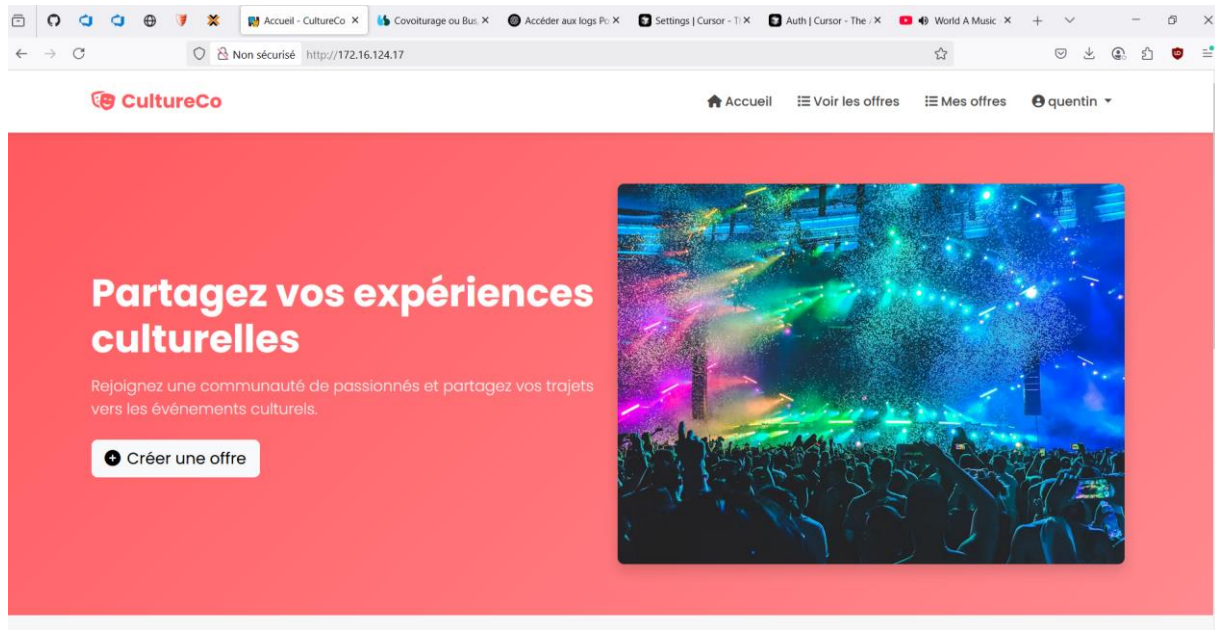 Accueil - CultureCo
Covoiturage ou Bus,
Accéder aux logs Po
Settings | Cursor - Tl
Auth | Cursor - The /
World A Music
Non sécurisé
http://172.16.124.17
CultureCo
Accueil
Voir les offres
Mes offres
quentin
Partagez vos expériences
culturelles
Rejoignez une communauté de passionnés et partagez vos trajets
vers les événements culturels.
Créer une offre